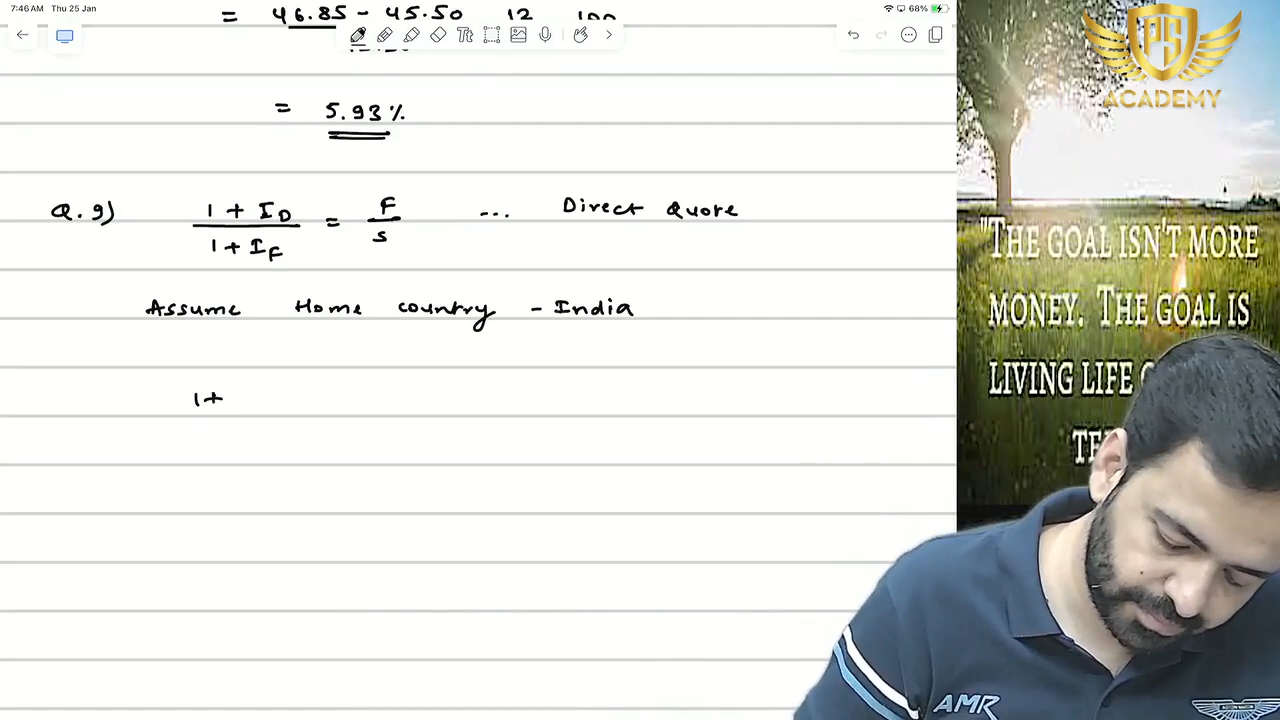 7:46 AM Thu 25 Jan
68%
= 46.85 - 45.50 12 100
Tt
= 5.93%
Q.9) 1 + ID / 1 + IF = F / S ... Direct Quote
Assume Home country - India
1+
PS
ACADEMY
"THE GOAL ISN'T MORE
MONEY. THE GOAL IS
LIVING LIFE
AMR